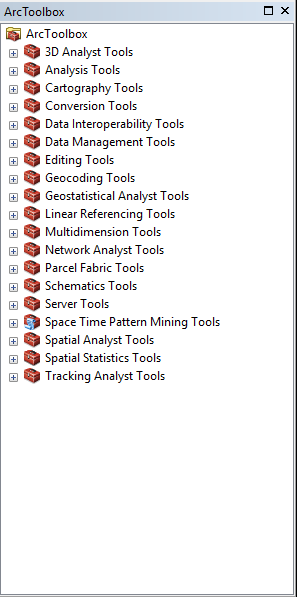 ArcToolbox
ArcToolbox
3D Analyst Tools
Analysis Tools
Cartography Tools
Conversion Tools
Data Interoperability Tools
Data Management Tools
Editing Tools
Geocoding Tools
Geostatistical Analyst Tools
Linear Referencing Tools
Multidimension Tools
Network Analyst Tools
Parcel Fabric Tools
Schematics Tools
Server Tools
Space Time Pattern Mining Tools
Spatial Analyst Tools
Spatial Statistics Tools
Tracking Analyst Tools